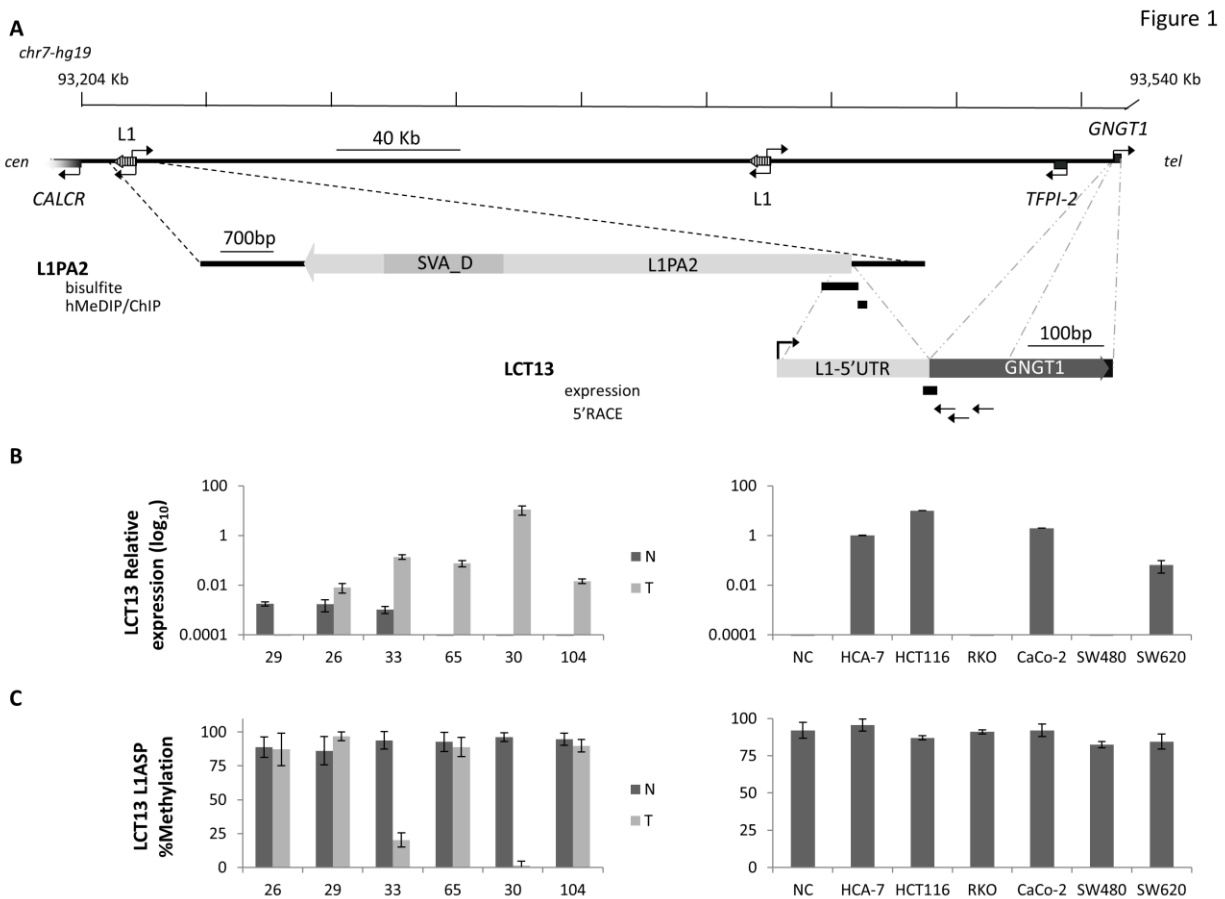 Figure 1
A
chr7-hg19
93,204 Kb
93,540 Kb
L1
40 Kb
GNGT1
cen
tel
CALCR
L1
TFPI-2
700bp
SVA_D
L1PA2
L1PA2
bisulfite
hMeDIP/ChIP
100bp
LCT13
L1-5'UTR
GNGT1
expression
5'RACE
B
LCT13 Relative
expression (log10)
100
1
0.01
0.0001
29 26 33 65 30 104
N
T
100
1
0.01
0.0001
NC HCA-7 HCT116 RKO CaCo-2 SW480 SW620
C
LCT13 L1ASP
%Methylation
100
75
50
25
0
26 29 33 65 30 104
N
T
100
75
50
25
0
NC HCA-7 HCT116 RKO CaCo-2 SW480 SW620